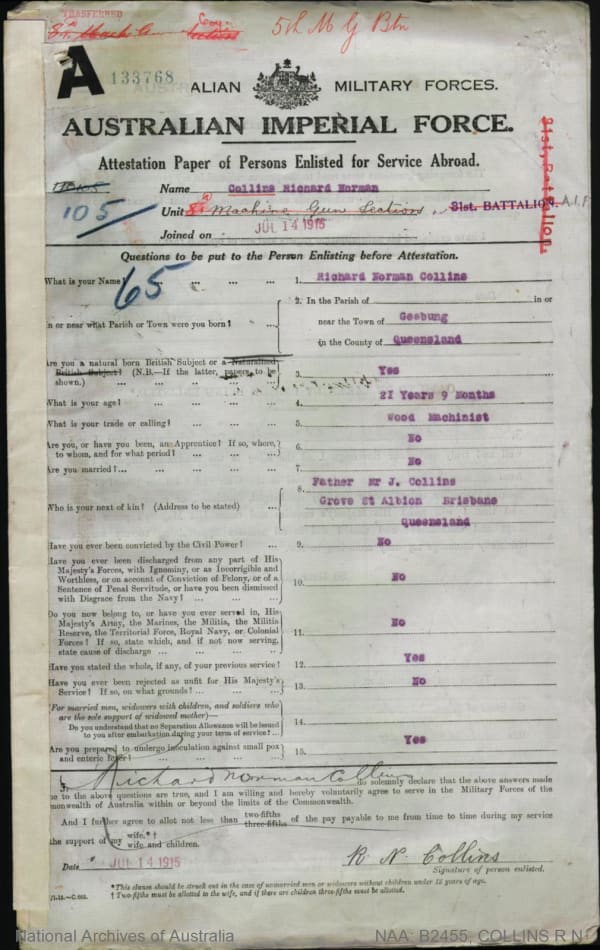 TRANSFERRED
Coy.
8th Mach Gun Section
5th M G Btn
A
133768
AUSTRALIAN MILITARY FORCES.
AUSTRALIAN IMPERIAL FORCE.
Attestation Paper of Persons Enlisted for Service Abroad.
105
Name Collins Richard Norman
Unit 8th Machine Gun Section, 31st. BATTALION, A.I.F
31st. Battalion.
Joined on JUL 14 1915
Questions to be put to the Person Enlisting before Attestation.
65
What is your Name? ... ... ... 1. Richard Norman Collins
In or near what Parish or Town were you born? ... 2. In the Parish of in or
near the Town of Geebung
in the County of Queensland
Are you a natural born British Subject or a Naturalised
British Subject? (N.B.—If the latter, papers to be
shown.) ... ... ... ... 3. Yes
What is your age? ... ... ... 4. 21 Years 9 Months
What is your trade or calling? ... ... ... 5. Wood Machinist
Are you, or have you been, an Apprentice? If so, where,
to whom, and for what period? ... ... ... 6. No
Are you married?... ... ... ... 7. No
Who is your next of kin? (Address to be stated) ... 8. Father Mr J. Collins
Grove St Albion Brisbane
Queensland
Have you ever been convicted by the Civil Power? ... 9. No
Have you ever been discharged from any part of His
Majesty's Forces, with Ignominy, or as Incorrigible and
Worthless, or on account of Conviction of Felony, or of a
Sentence of Penal Servitude, or have you been dismissed
with Disgrace from the Navy? ... ... ... 10. No
Do you now belong to, or have you ever served in, His
Majesty's Army, the Marines, the Militia, the Militia
Reserve, the Territorial Force, Royal Navy, or Colonial
Forces? If so, state which, and if not now serving,
state cause of discharge ... ... ... 11. No
Have you stated the whole, if any, of your previous service? 12. Yes
Have you ever been rejected as unfit for His Majesty's
Service? If so, on what grounds? ... ... ... 13. No
(For married men, widowers with children, and soldiers who
are the sole support of widowed mother)—
Do you understand that no Separation Allowance will be issued
to you after embarkation during your term of service? ... 14.
Are you prepared to undergo inoculation against small pox
and enteric fever? ... ... ... ... 15. Yes
I, Richard Norman Collins do solemnly declare that the above answers made
me to the above questions are true, and I am willing and hereby voluntarily agree to serve in the Military Forces of the
monwealth of Australia within or beyond the limits of the Commonwealth.
And I further agree to allot not less than two-fifths three-fifths of the pay payable to me from time to time during my service
the support of my wife.*† wife and children.
Date JUL 14 1915
R N Collins
Signature of person enlisted.
*This clause should be struck out in the case of unmarried men or widowers without children under 18 years of age.
† Two-fifths must be allotted to the wife, and if there are children three-fifths must be allotted.
National Archives of Australia
NAA: B2455, COLLINS R N